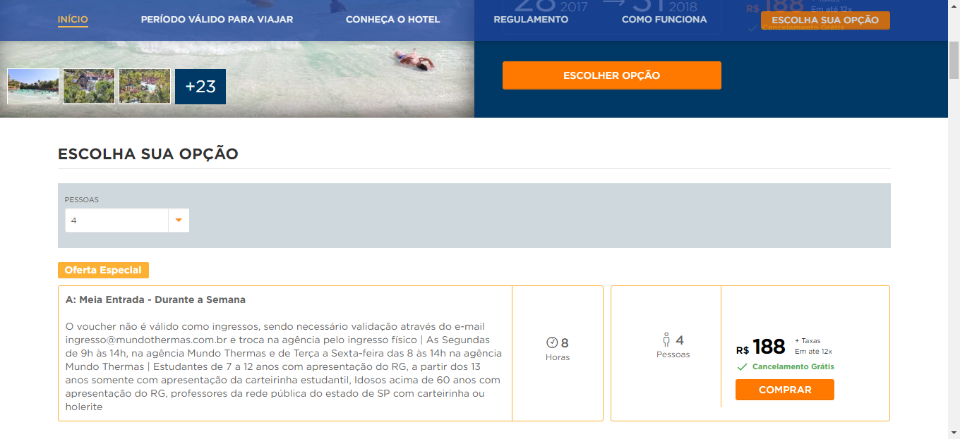 INÍCIO
PERÍODO VÁLIDO PARA VIAJAR
CONHEÇA O HOTEL
REGULAMENTO
COMO FUNCIONA
ESCOLHA SUA OPÇÃO
28 2017 → 31 2018
R$ 188
Em até 12x
Cancelamento Grátis
+23
ESCOLHER OPÇÃO
ESCOLHA SUA OPÇÃO
PESSOAS
4
Oferta Especial
A: Meia Entrada - Durante a Semana
O voucher não é válido como ingressos, sendo necessário validação através do e-mail
ingresso@mundothermas.com.br e troca na agência pelo ingresso físico | As Segundas
de 9h às 14h, na agência Mundo Thermas e de Terça a Sexta-feira das 8 às 14h na agência
Mundo Thermas | Estudantes de 7 a 12 anos com apresentação do RG, a partir dos 13
anos somente com apresentação da carteirinha estudantil, Idosos acima de 60 anos com
apresentação do RG, professores da rede pública do estado de SP com carteirinha ou
holerite
8
Horas
4
Pessoas
R$ 188
+ Taxas
Em até 12x
Cancelamento Grátis
COMPRAR